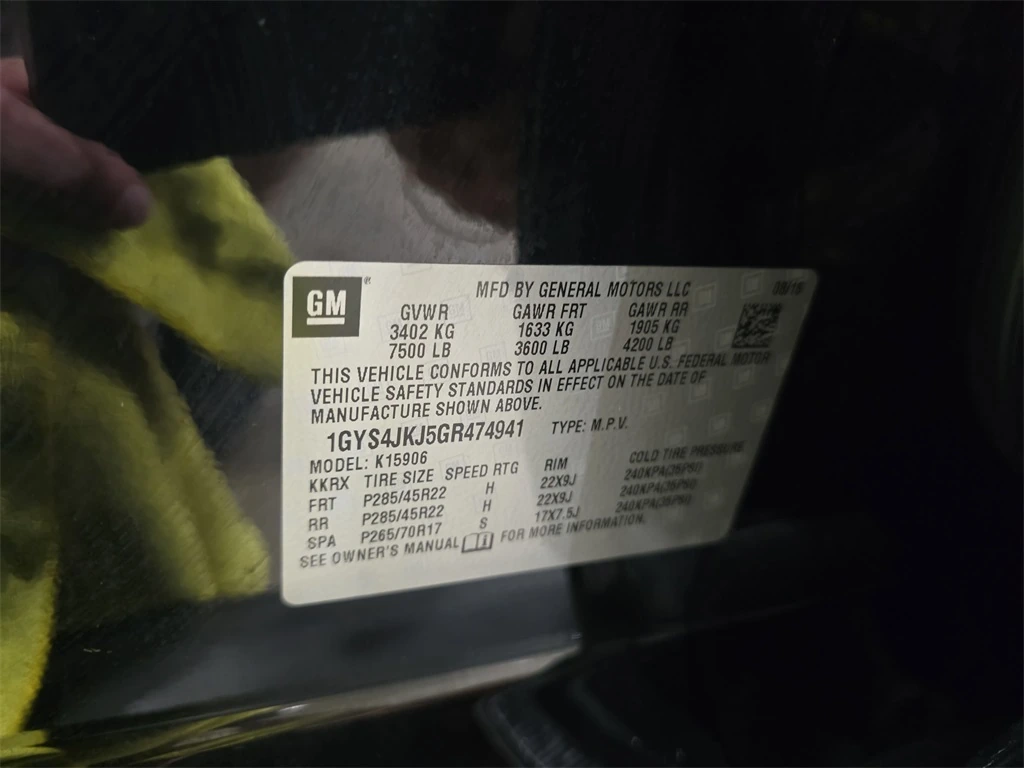 GM ®
MFD BY GENERAL MOTORS LLC
GVWR GAWR FRT GAWR RR
3402 KG 1633 KG 1905 KG
7500 LB 3600 LB 4200 LB
THIS VEHICLE CONFORMS TO ALL APPLICABLE U.S. FEDERAL MOTOR
VEHICLE SAFETY STANDARDS IN EFFECT ON THE DATE OF
MANUFACTURE SHOWN ABOVE.
1GYS4JKJ5GR474941 TYPE: M.P.V.
MODEL: K15906
KKRX TIRE SIZE SPEED RTG RIM COLD TIRE PRESSURE
FRT P285/45R22 H 22X9J 240KPA(35PSI)
RR P285/45R22 H 22X9J 240KPA(35PSI)
SPA P265/70R17 S 17X7.5J 240KPA(35PSI)
SEE OWNER'S MANUAL FOR MORE INFORMATION.